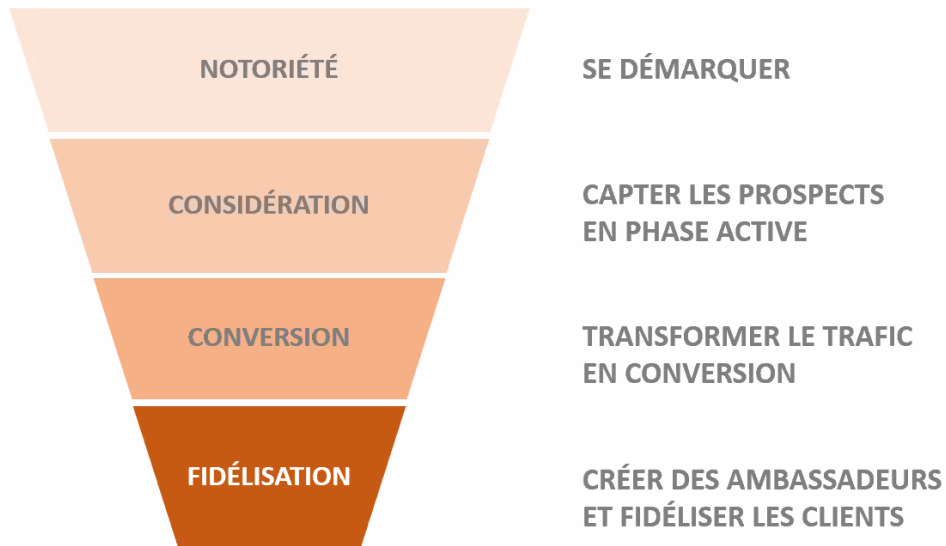 NOTORIÉTÉ
SE DÉMARQUER
CONSIDÉRATION
CAPTER LES PROSPECTS
EN PHASE ACTIVE
CONVERSION
TRANSFORMER LE TRAFIC
EN CONVERSION
FIDÉLISATION
CRÉER DES AMBASSADEURS
ET FIDÉLISER LES CLIENTS